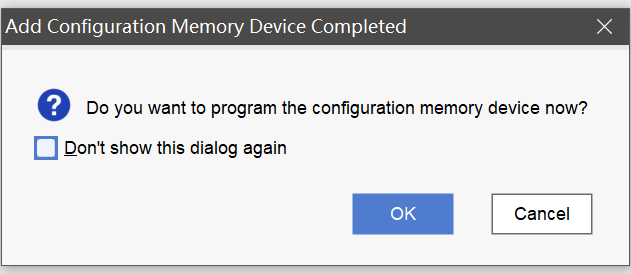 Add Configuration Memory Device Completed
Do you want to program the configuration memory device now?
Don't show this dialog again
OK
Cancel